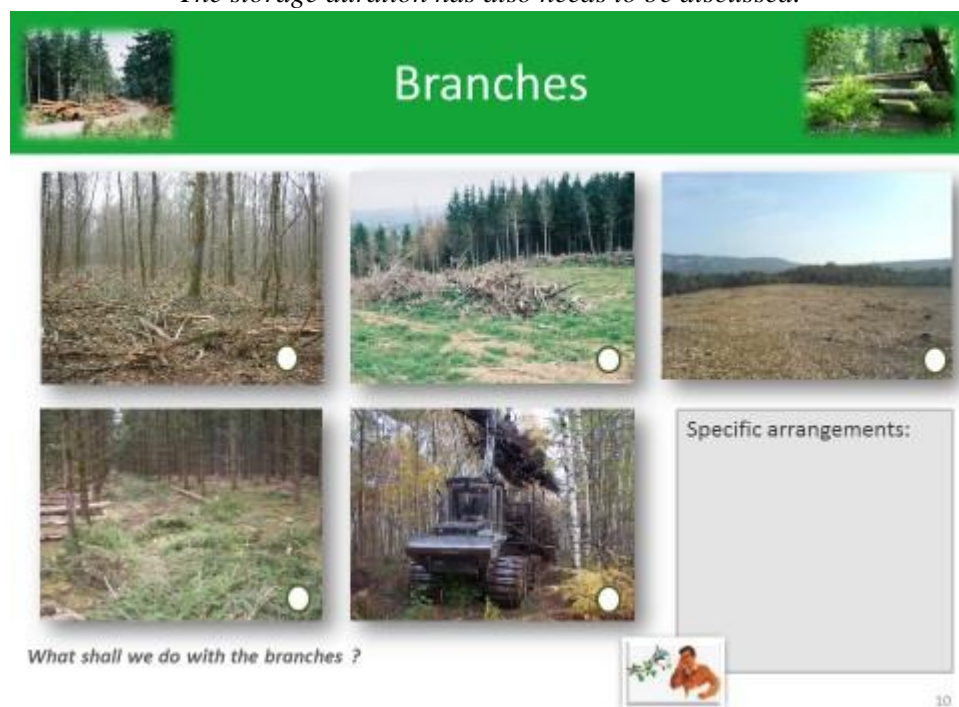 The storage duration has also needs to be discussed.
Branches
Specific arrangements:
What shall we do with the branches ?
10